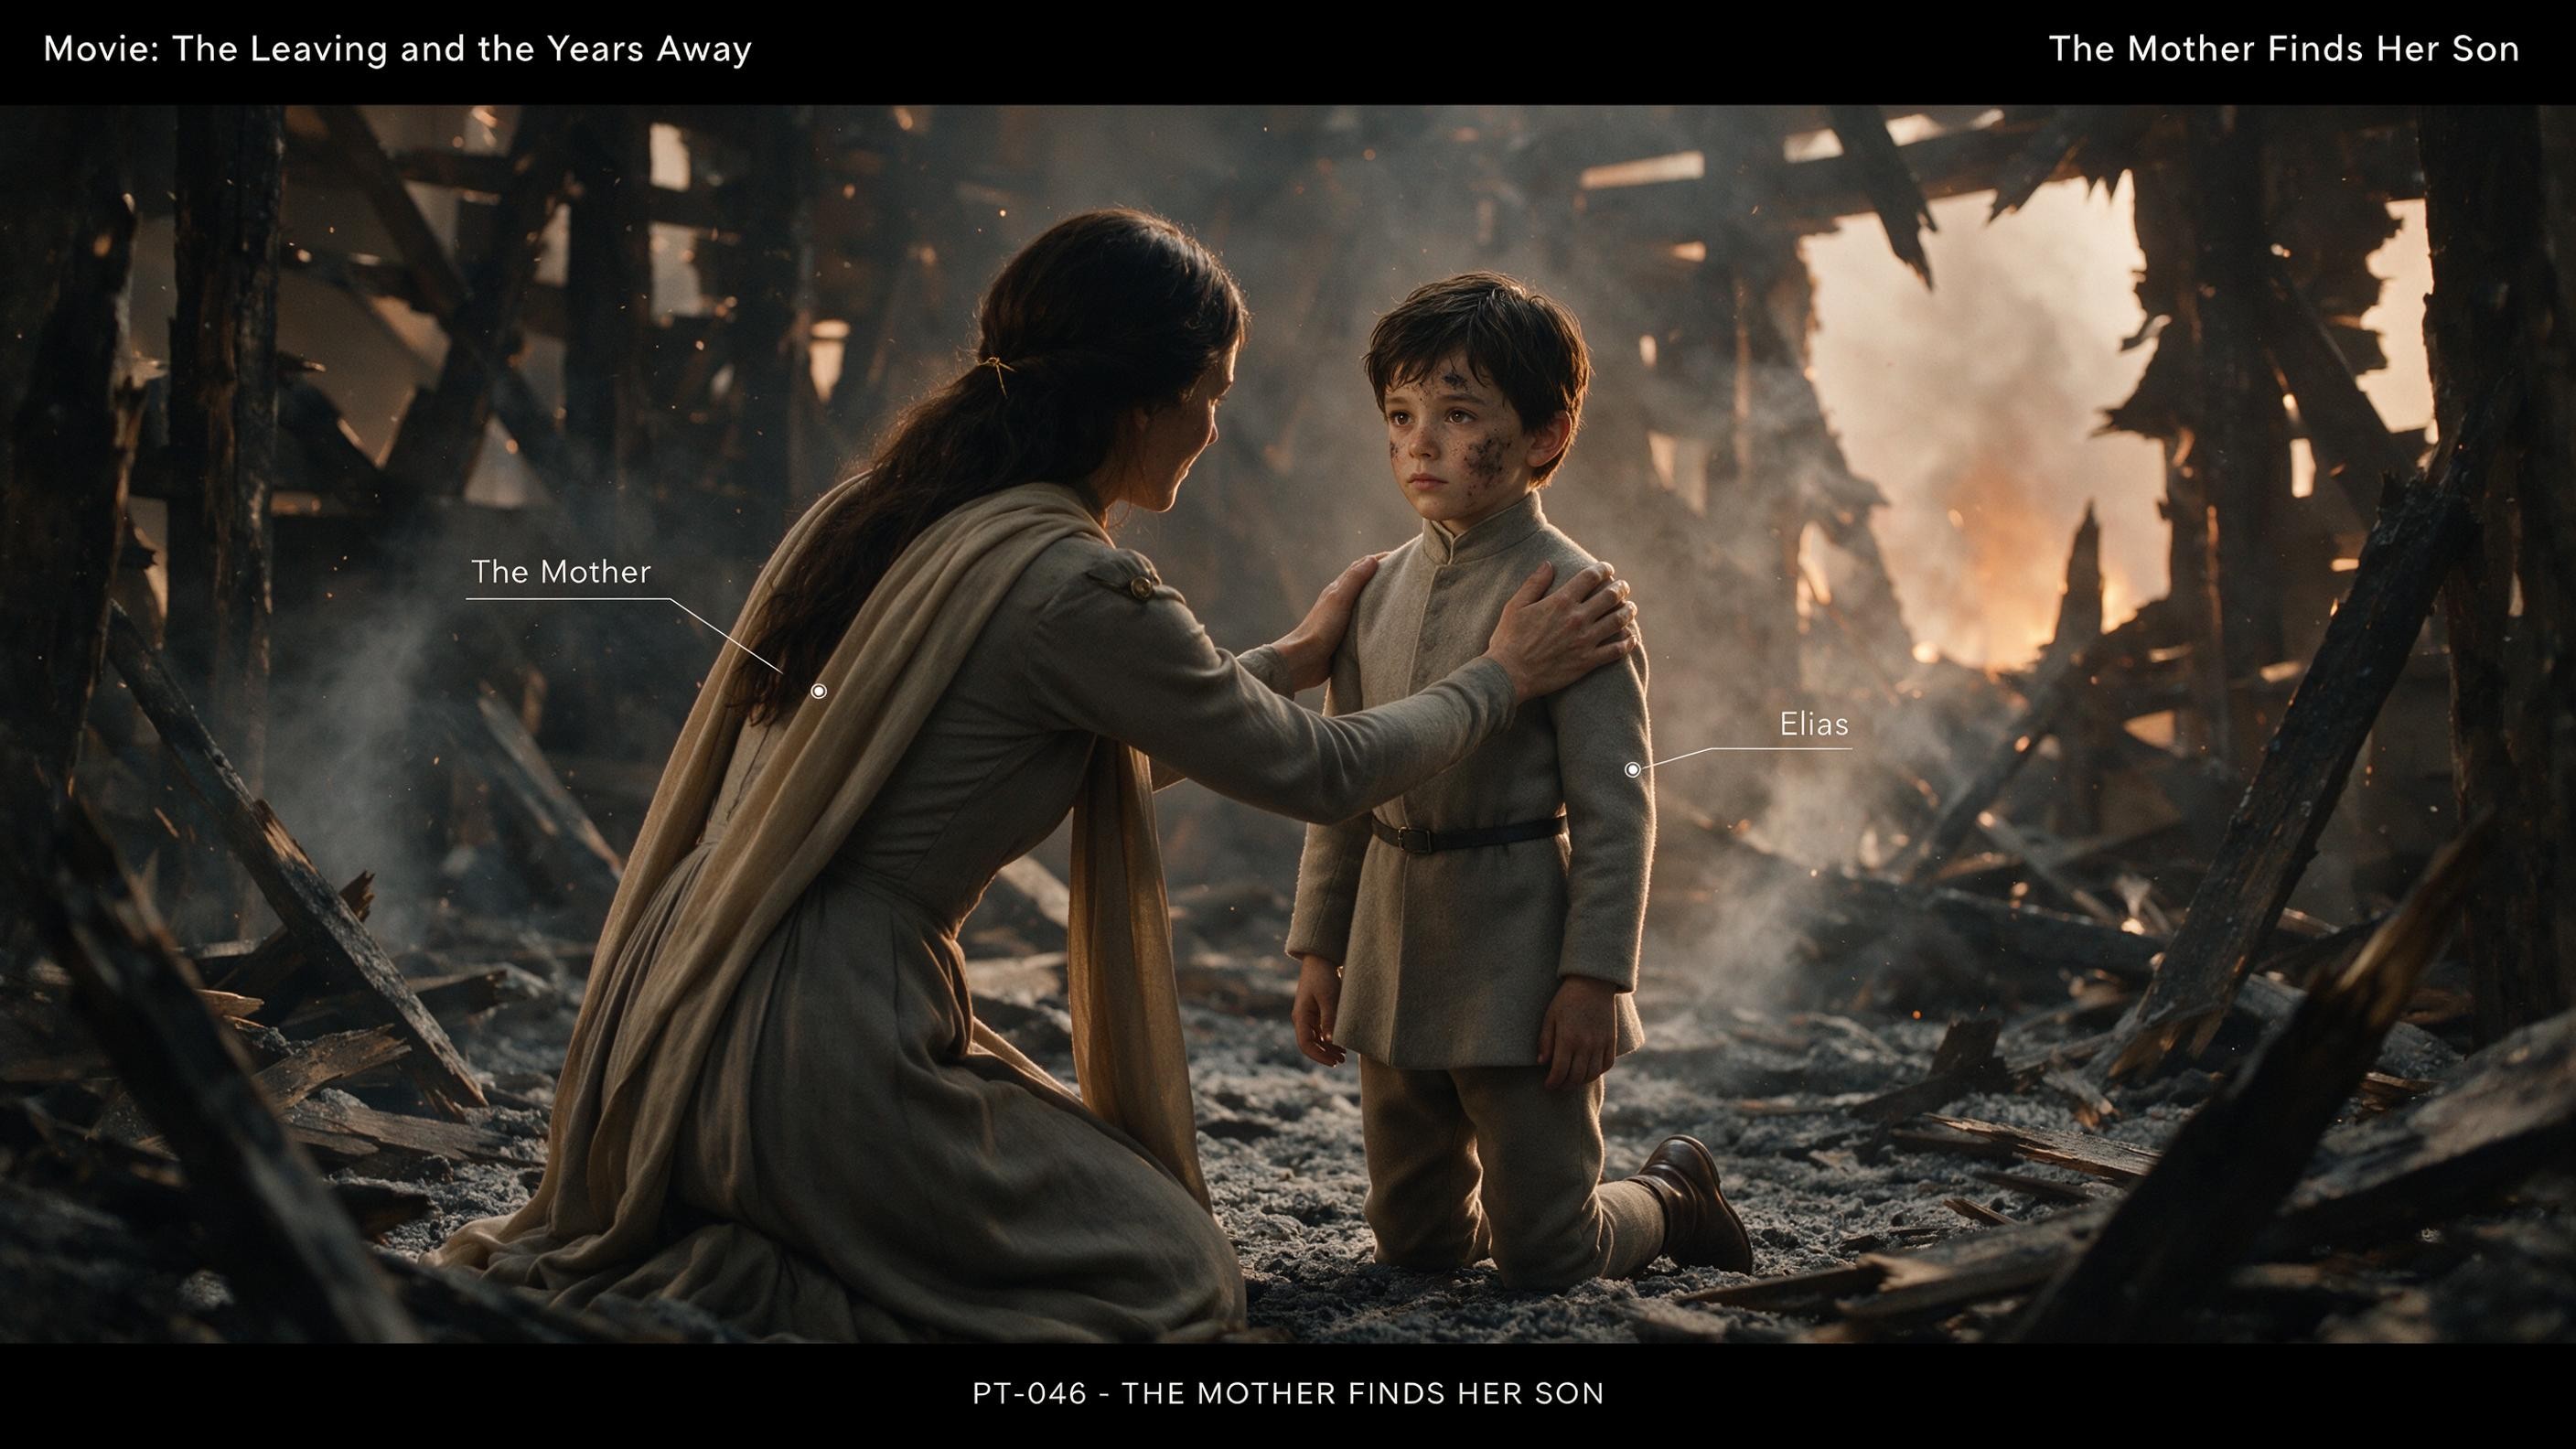 Movie: The Leaving and the Years Away
The Mother Finds Her Son
The Mother
Elias
PT-046 - THE MOTHER FINDS HER SON